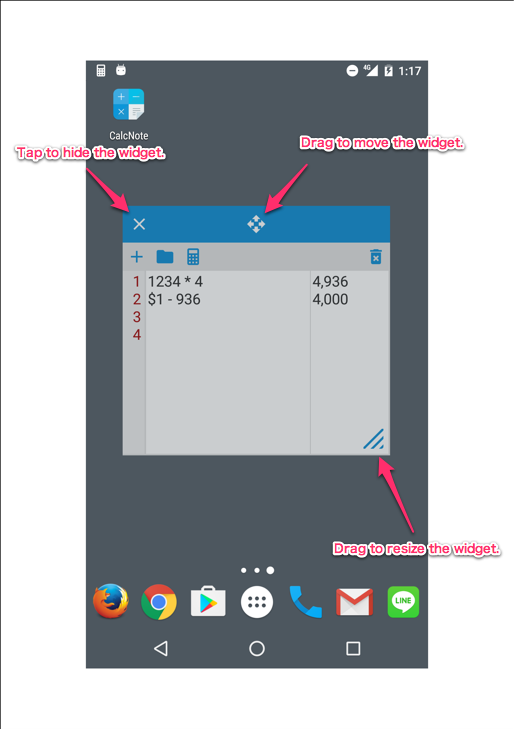 4G 1:17
CalcNote
Tap to hide the widget.
Drag to move the widget.
1 1234 * 4 4,936
2 $1 - 936 4,000
3
4
Drag to resize the widget.
LINE